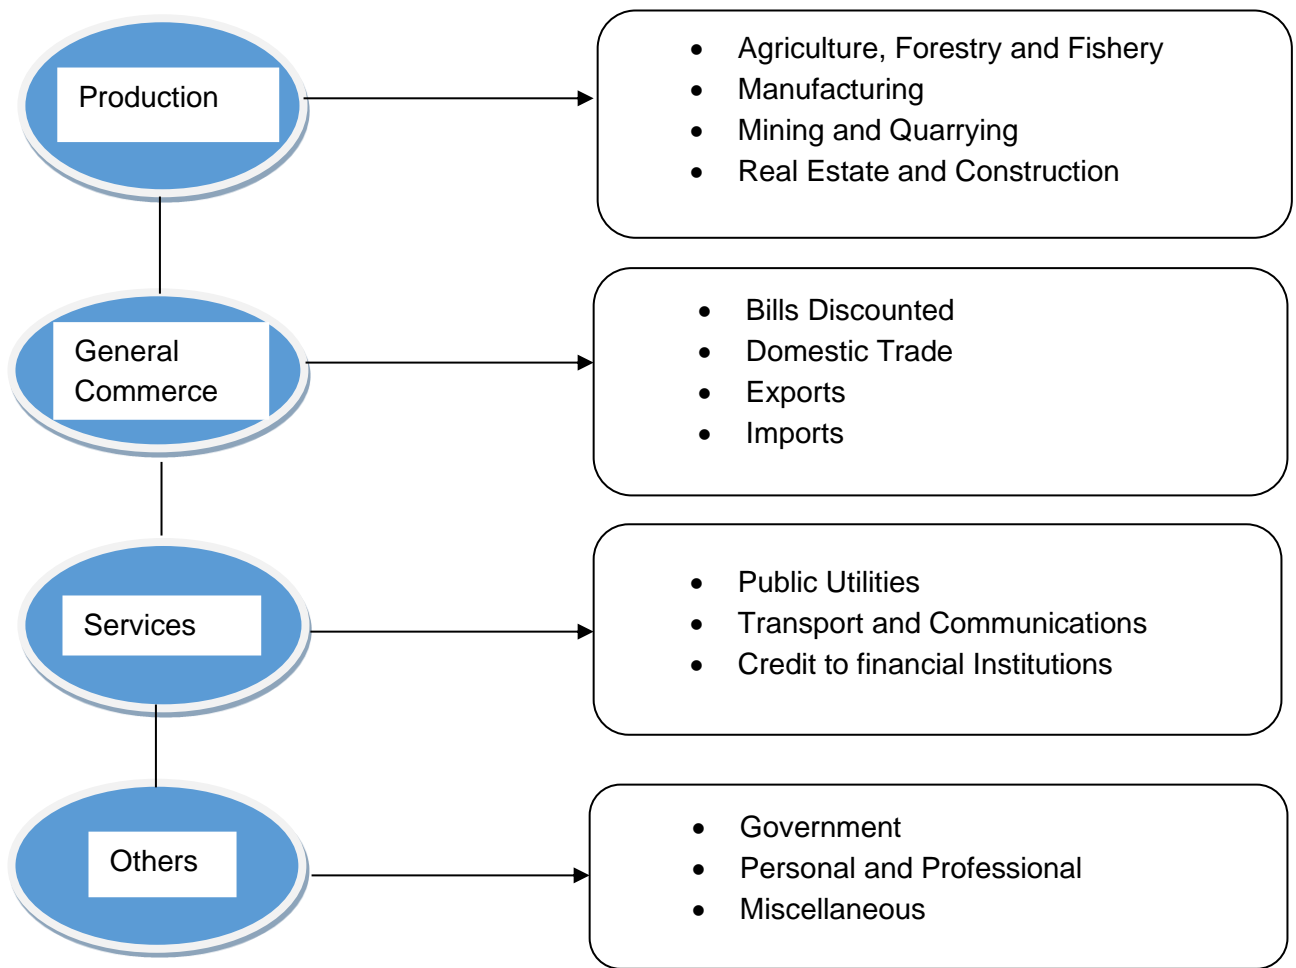 Production
• Agriculture, Forestry and Fishery
• Manufacturing
• Mining and Quarrying
• Real Estate and Construction
General
Commerce
• Bills Discounted
• Domestic Trade
• Exports
• Imports
Services
• Public Utilities
• Transport and Communications
• Credit to financial Institutions
Others
• Government
• Personal and Professional
• Miscellaneous